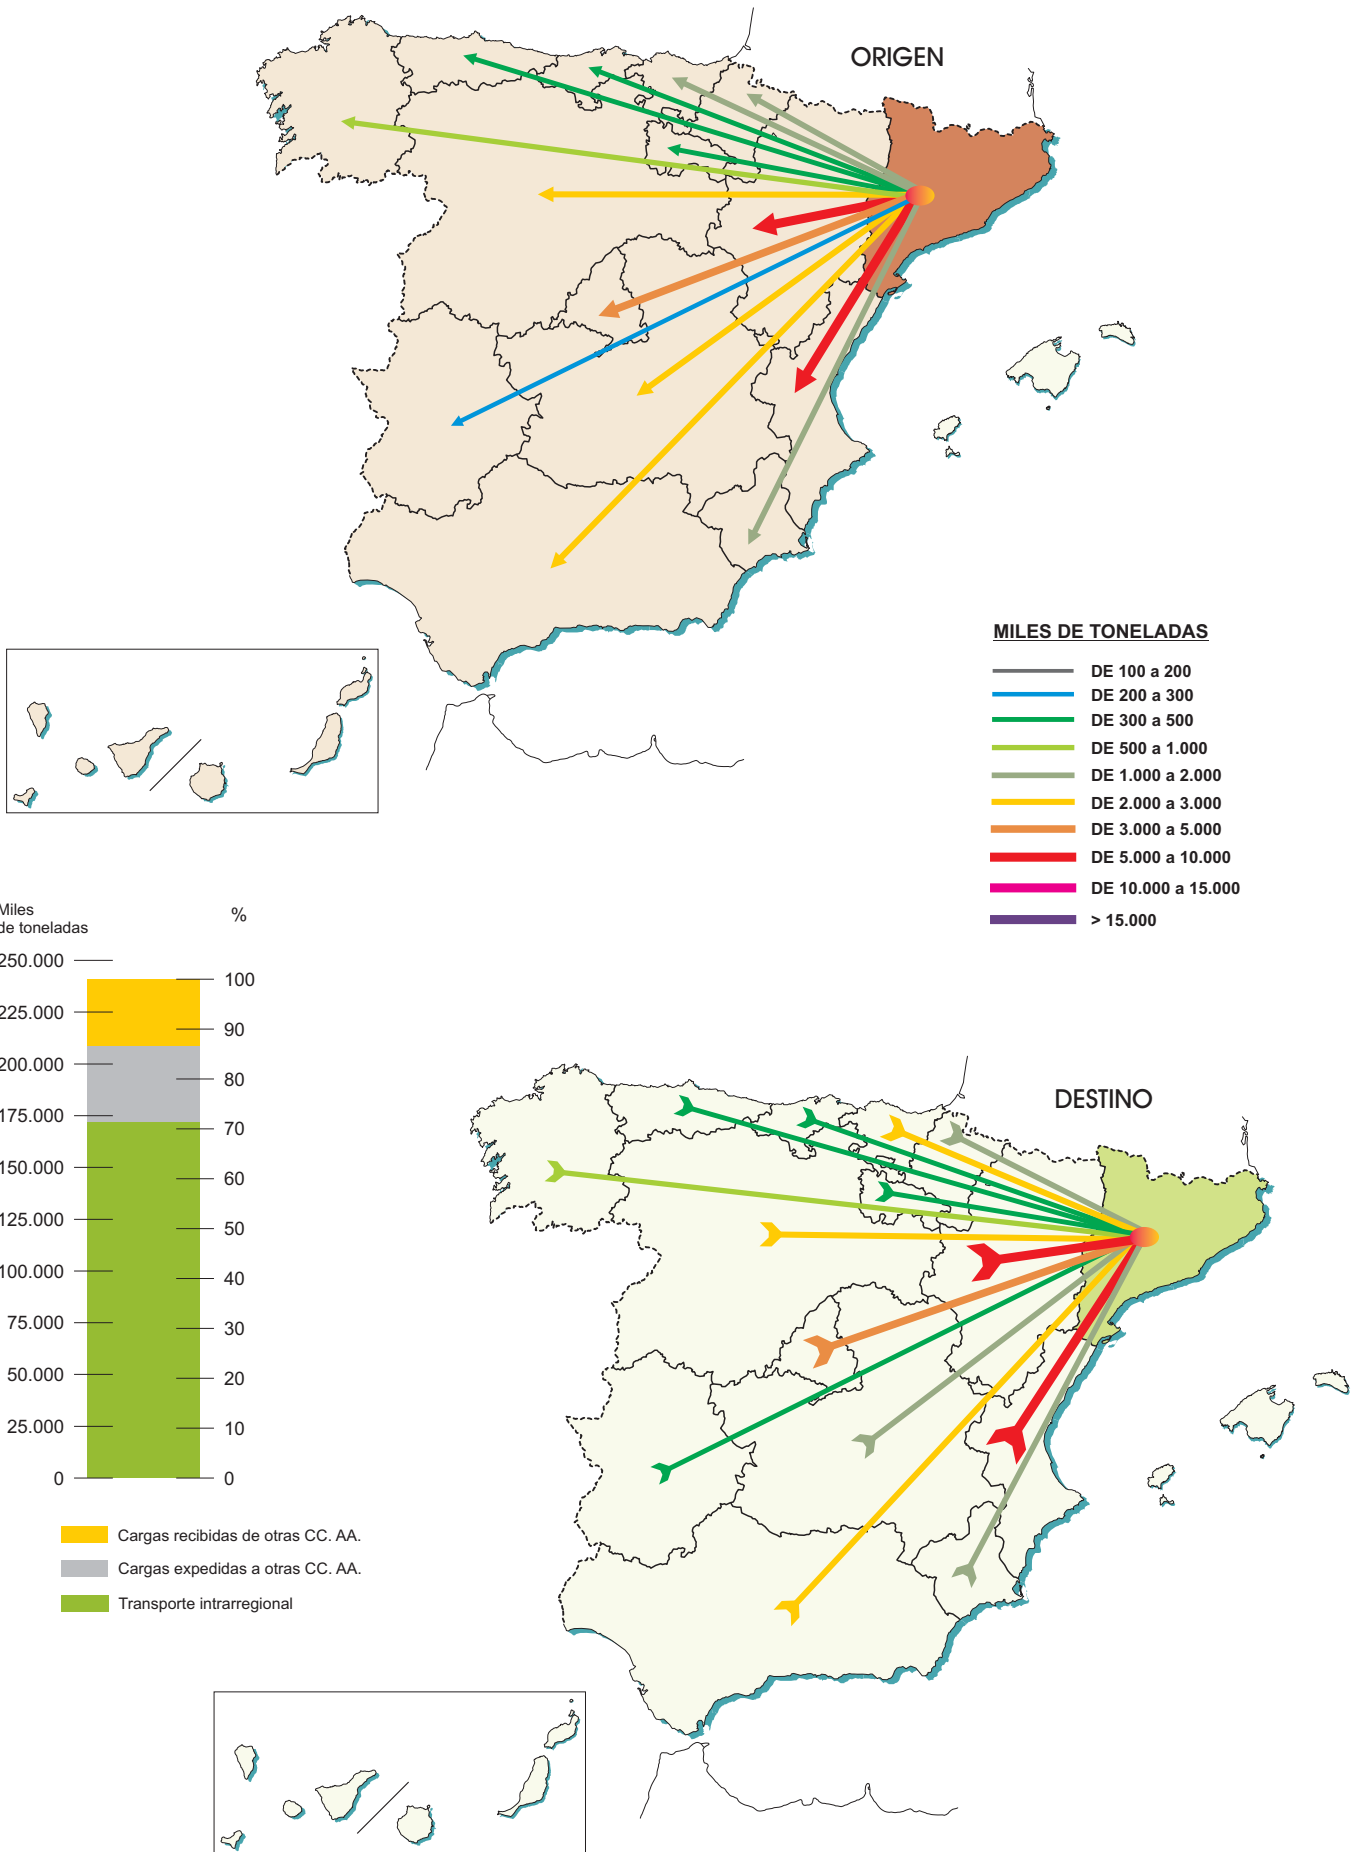 ORIGEN
MILES DE TONELADAS
DE 100 a 200
DE 200 a 300
DE 300 a 500
DE 500 a 1.000
DE 1.000 a 2.000
DE 2.000 a 3.000
DE 3.000 a 5.000
DE 5.000 a 10.000
DE 10.000 a 15.000
> 15.000
Miles
de toneladas
%
250.000
225.000
200.000
175.000
150.000
125.000
100.000
75.000
50.000
25.000
0
100
90
80
70
60
50
40
30
20
10
0
Cargas recibidas de otras CC. AA.
Cargas expedidas a otras CC. AA.
Transporte intrarregional
DESTINO